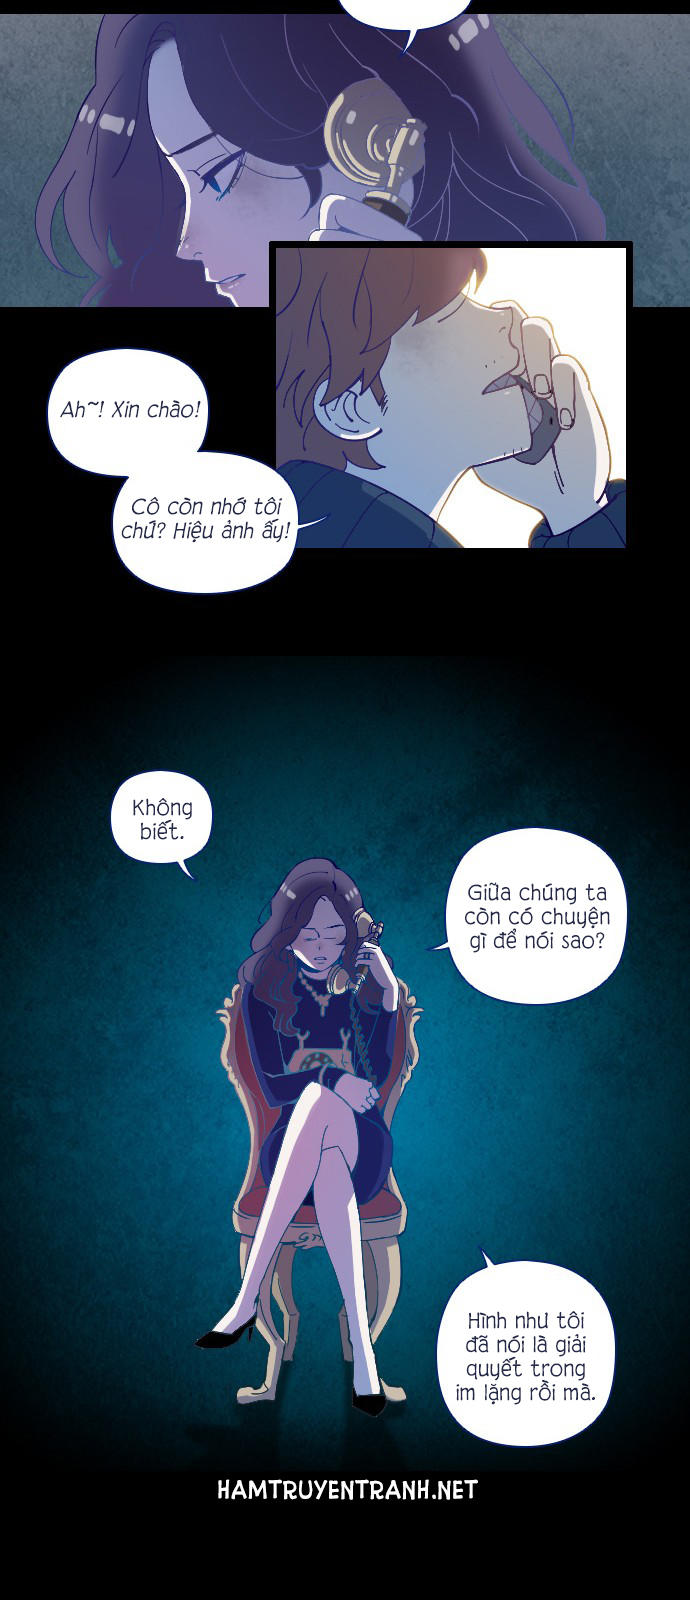 Ah~! Xin chào!
Cô còn nhớ tôi
chứ? Hiệu ảnh ấy!
Không
biết.
Giữa chúng ta
còn có chuyện
gì để nói sao?
Hình như tôi
đã nói là giải
quyết trong
im lặng rồi mà.
HAMTRUYENTRANH.NET